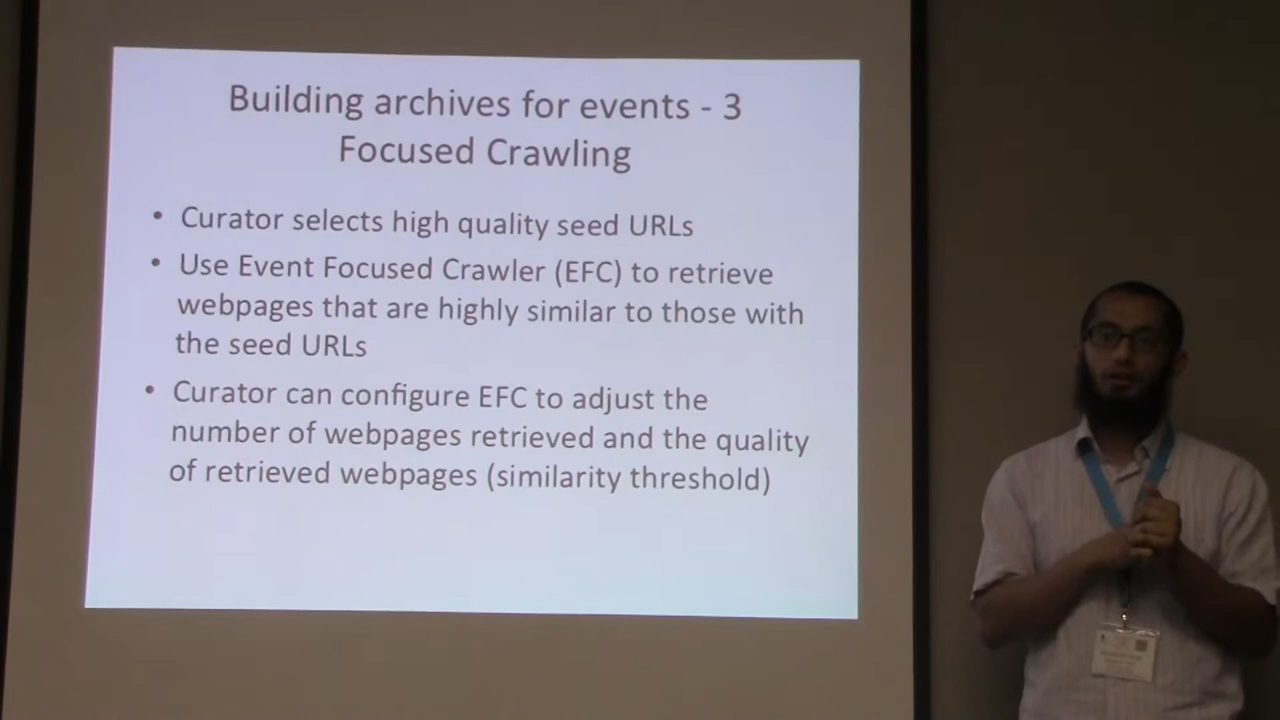 Building archives for events - 3
Focused Crawling
• Curator selects high quality seed URLs
• Use Event Focused Crawler (EFC) to retrieve
webpages that are highly similar to those with
the seed URLs
• Curator can configure EFC to adjust the
number of webpages retrieved and the quality
of retrieved webpages (similarity threshold)